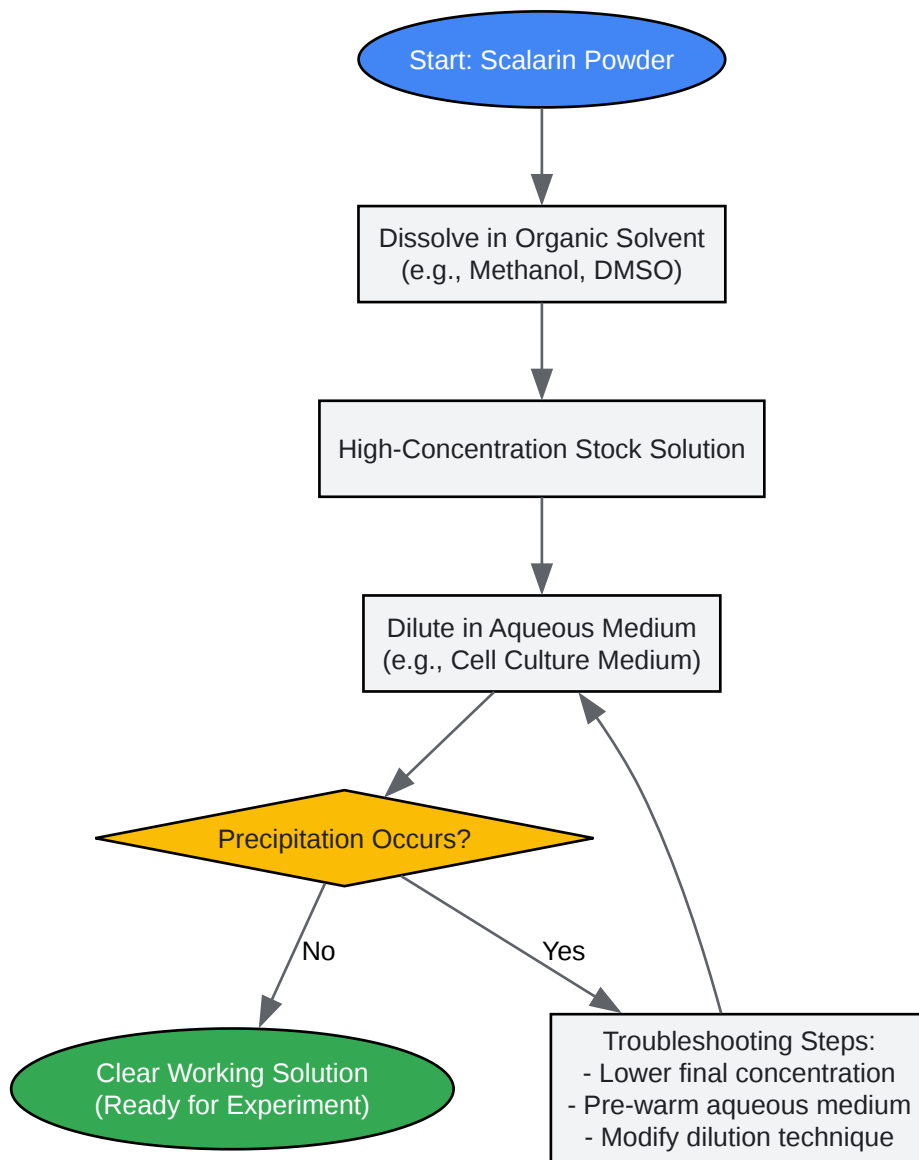 Start: Scalarin Powder
Dissolve in Organic Solvent
(e.g., Methanol, DMSO)
High-Concentration Stock Solution
Dilute in Aqueous Medium
(e.g., Cell Culture Medium)
Precipitation Occurs?
No
Yes
Clear Working Solution
(Ready for Experiment)
Troubleshooting Steps:
- Lower final concentration
- Pre-warm aqueous medium
- Modify dilution technique